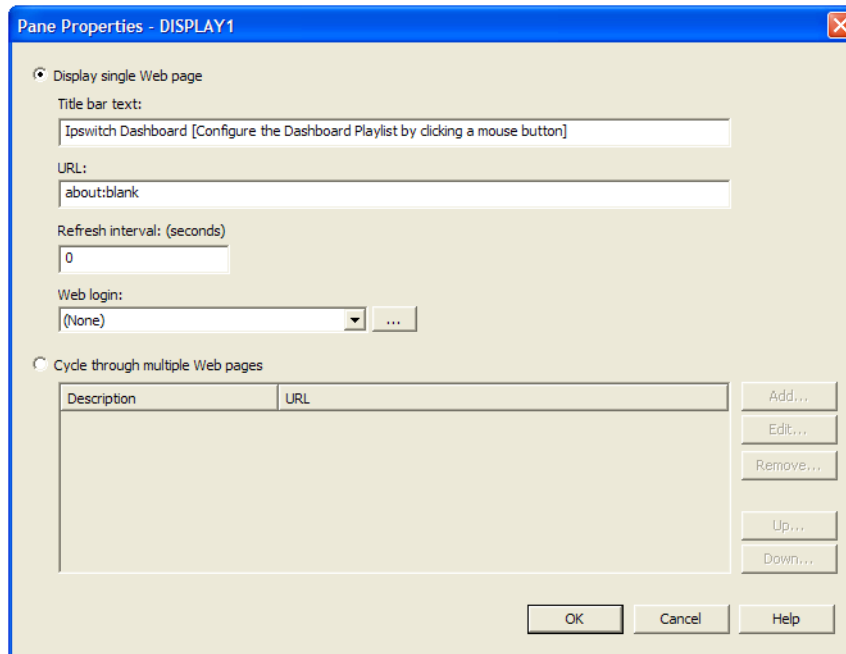 Pane Properties - DISPLAY1
Display single Web page
Title bar text:
Ipswitch Dashboard [Configure the Dashboard Playlist by clicking a mouse button]
URL:
about:blank
Refresh interval: (seconds)
0
Web login:
(None)
...
Cycle through multiple Web pages
Description URL
Add...
Edit...
Remove...
Up...
Down...
OK Cancel Help